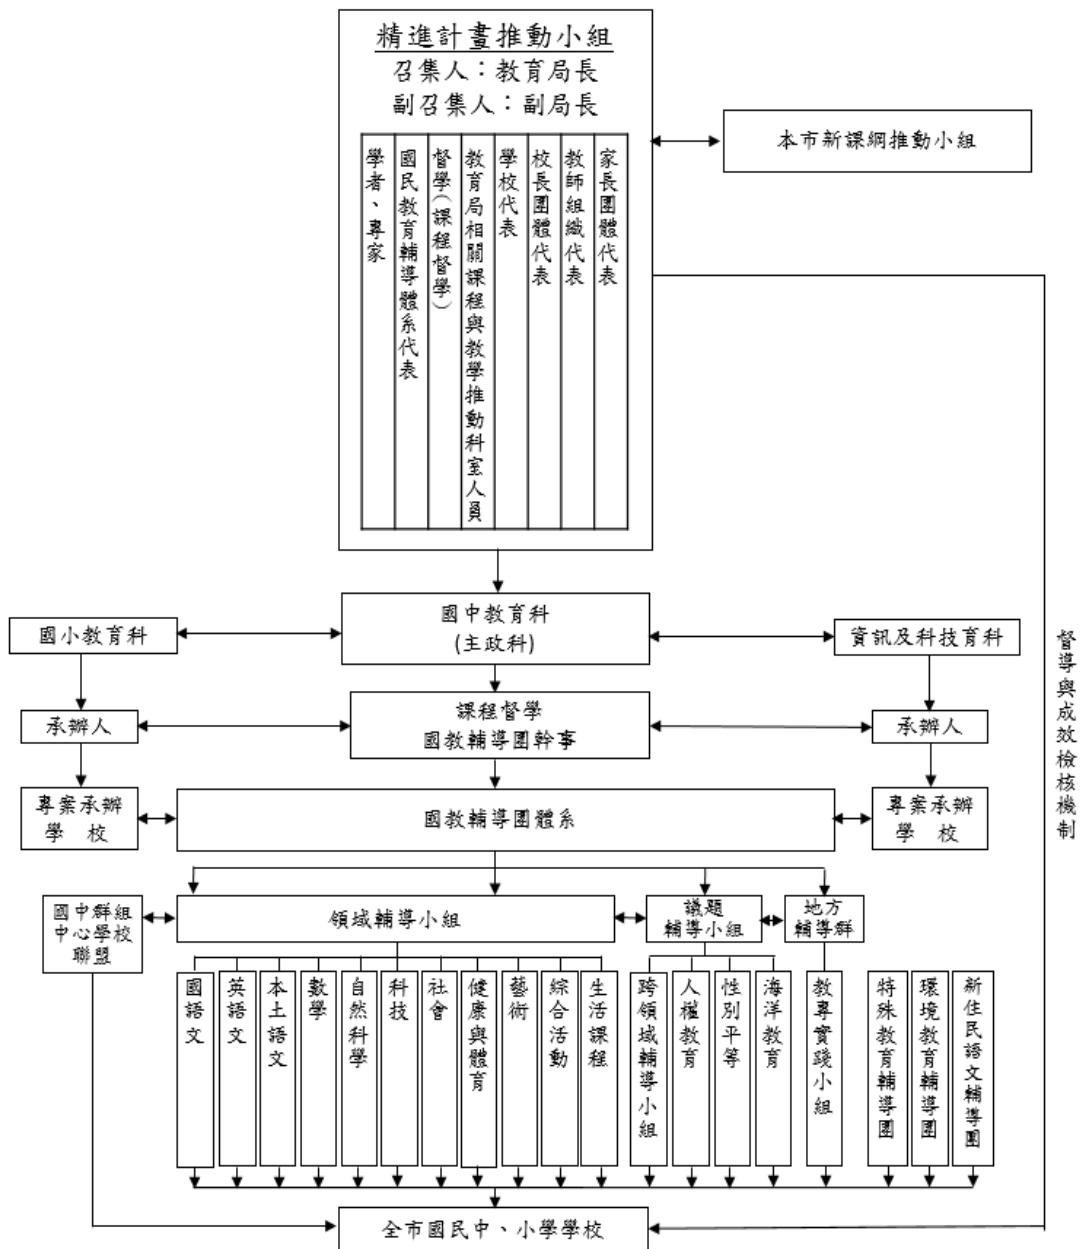 精進計畫推動小組
召集人：教育局長
副召集人：副局長
學者、專家
國民教育輔導體系代表
督學(課程督學)
教育局相關課程與教學推動科室人員
學校代表
校長團體代表
教師組織代表
家長團體代表
本市新課綱推動小組
國小教育科
國中教育科
(主政科)
資訊及科技育科
督導與成效檢核機制
承辦人
課程督學
國教輔導團幹事
承辦人
專案承辦
學 校
國教輔導團體系
專案承辦
學 校
國中群組
中心學校
聯盟
領域輔導小組
議題
輔導小組
地方
輔導群
國語文
英語文
本土語文
數學
自然科學
科技
社會
健康與體育
藝術
綜合活動
生活課程
跨領域輔導小組
人權教育
性別平等
海洋教育
教專實踐小組
特殊教育輔導團
環境教育輔導團
新住民語文輔導團
全市國民中、小學學校